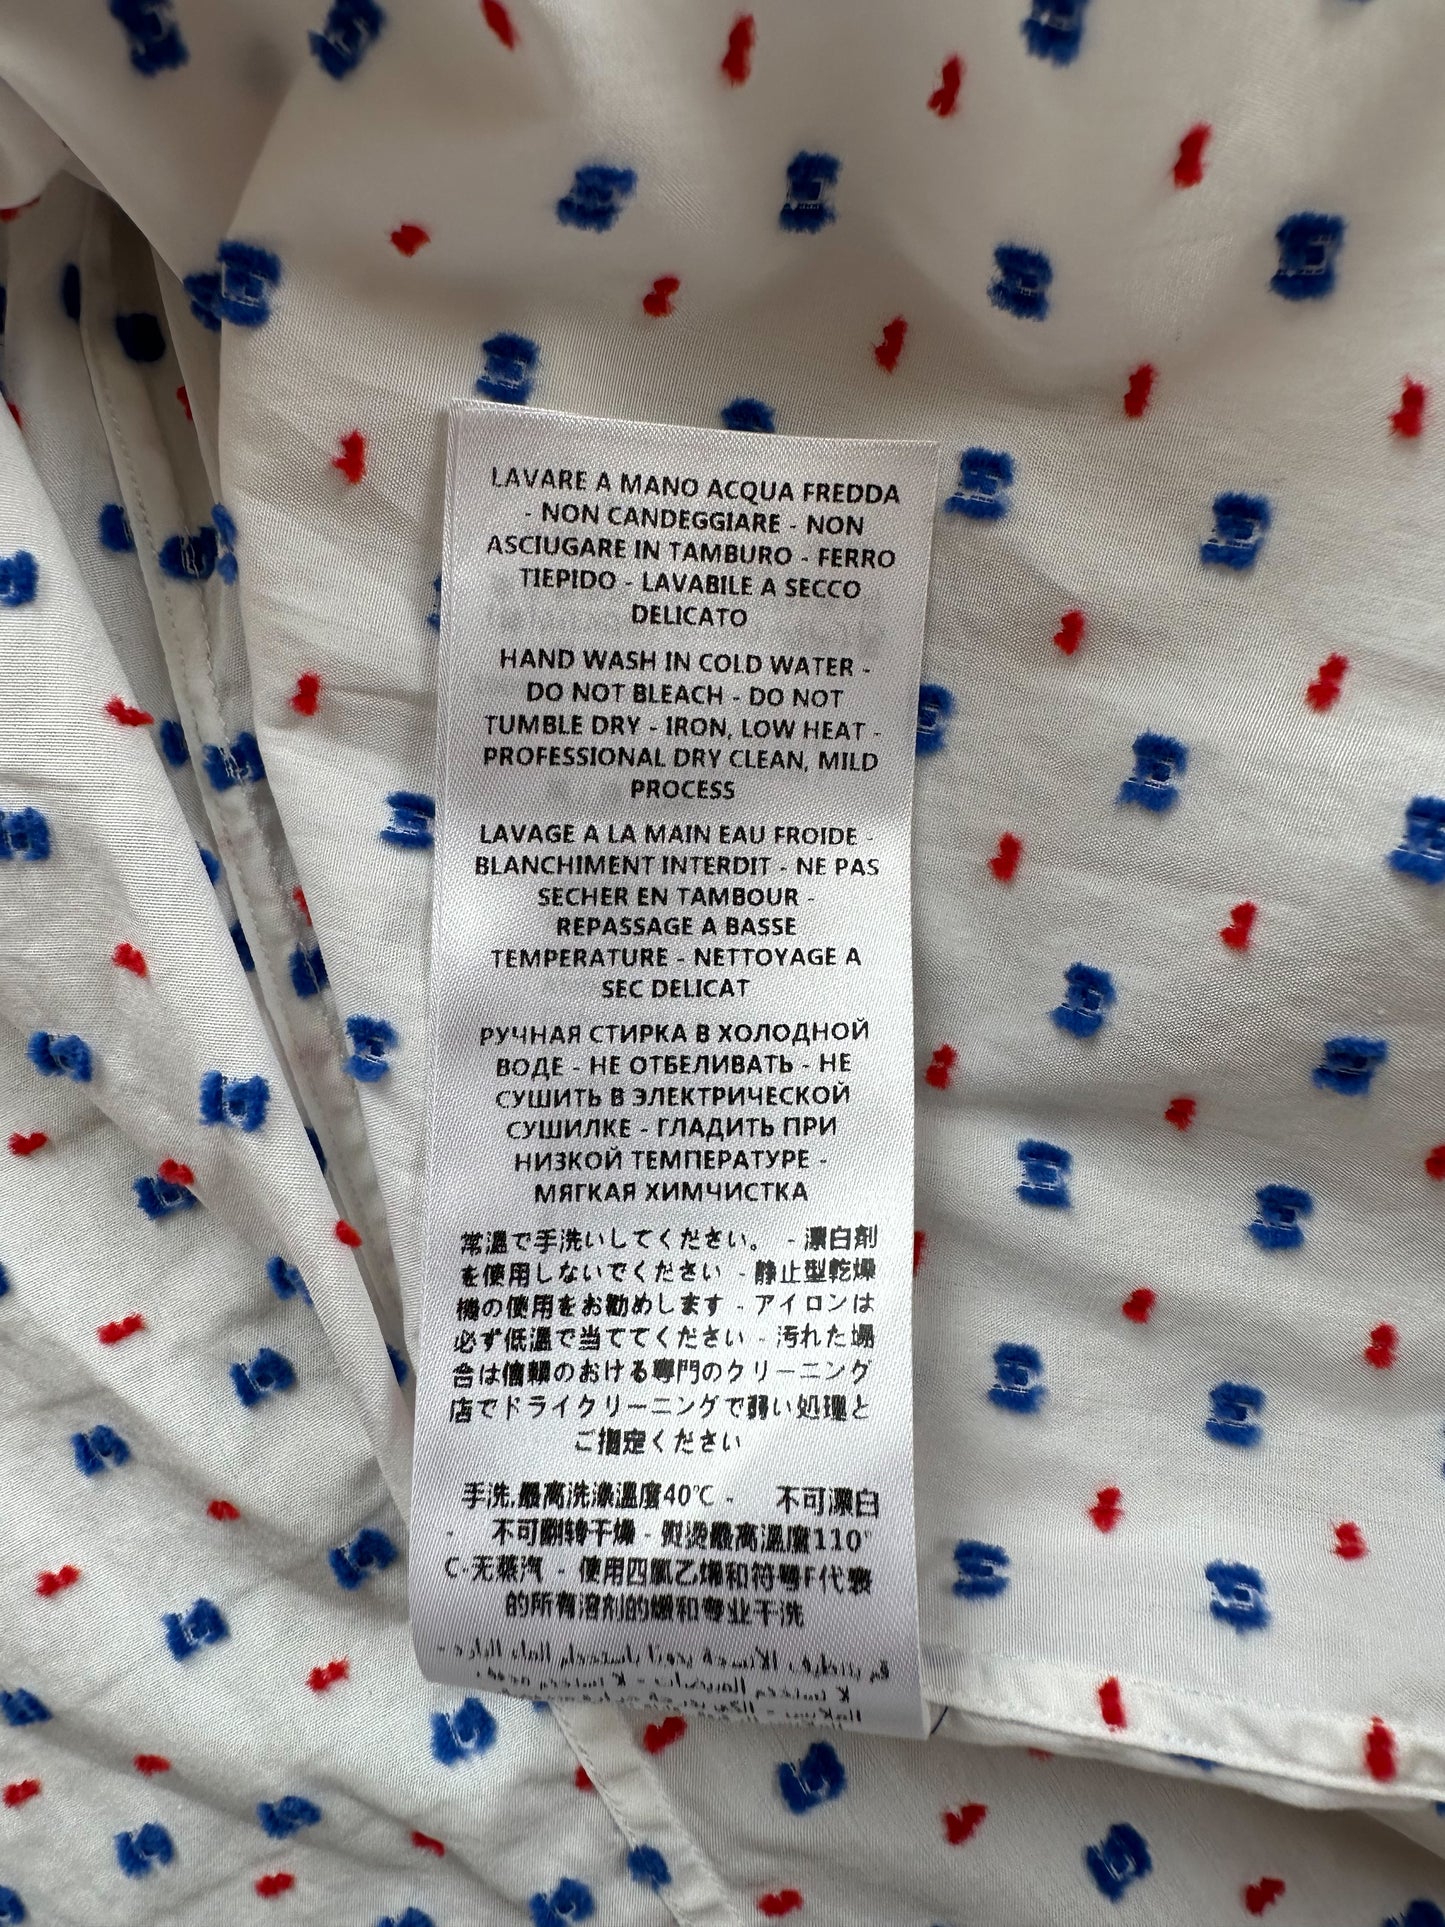 LAVARE A MANO ACQUA FREDDA
- NON CANDEGGIARE - NON
ASCIUGARE IN TAMBURO - FERRO
TIEPIDO - LAVABILE A SECCO
DELICATO
HAND WASH IN COLD WATER -
DO NOT BLEACH - DO NOT
TUMBLE DRY - IRON, LOW HEAT -
PROFESSIONAL DRY CLEAN, MILD
PROCESS
LAVAGE A LA MAIN EAU FROIDE -
BLANCHIMENT INTERDIT - NE PAS
SECHER EN TAMBOUR -
REPASSAGE A BASSE
TEMPERATURE - NETTOYAGE A
SEC DELICAT
РУЧНАЯ СТИРКА В ХОЛОДНОЙ
ВОДЕ - НЕ ОТБЕЛИВАТЬ - НЕ
СУШИТЬ В ЭЛЕКТРИЧЕСКОЙ
СУШИЛКЕ - ГЛАДИТЬ ПРИ
НИЗКОЙ ТЕМПЕРАТУРЕ -
МЯГКАЯ ХИМЧИСТКА
常温で手洗いしてください。 - 漂白剤
を使用しないでください - 静止型乾燥
機の使用をお勧めします - アイロンは
必ず低温で当ててください - 汚れた場
合は信頼のおける専門のクリーニング
店でドライクリーニングで弱い処理と
ご指定ください
手洗,最高洗涤温度40℃ - 不可漂白
- 不可翻转干燥 - 熨烫最高温度110°
C·无蒸汽 - 使用四氯乙烯和符号F代表
的所有溶剂的缓和专业干洗